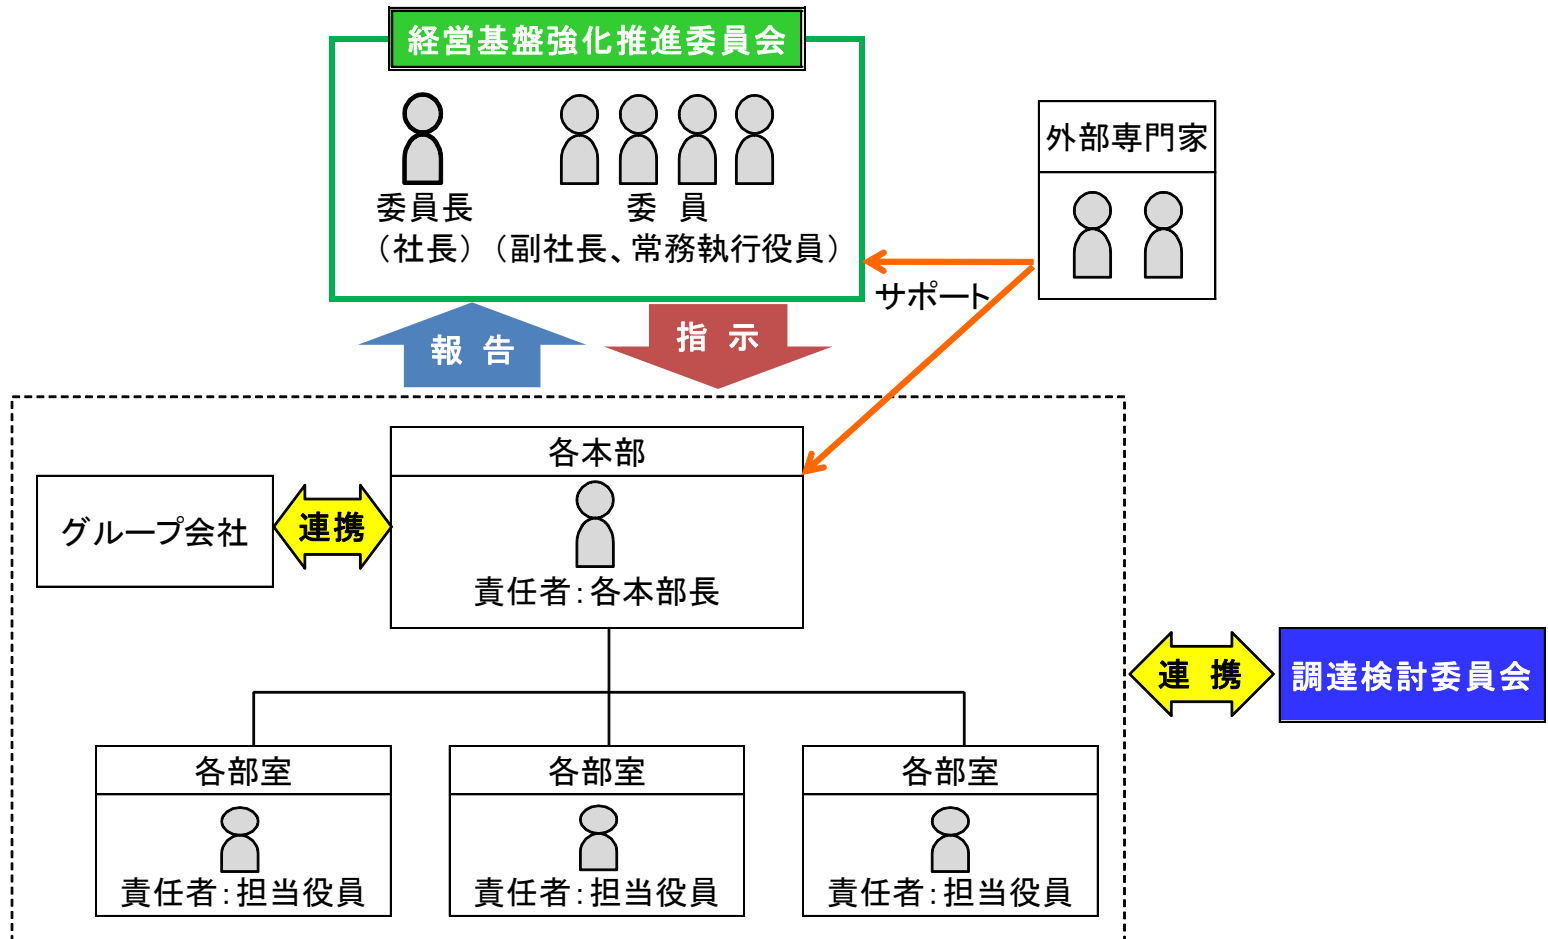 経営基盤強化推進委員会
委員長
（社長）
委　員
（副社長、常務執行役員）
外部専門家
サポート
報　告
指　示
各本部
責任者：各本部長
グループ会社
連携
連　携
調達検討委員会
各部室
責任者：担当役員
各部室
責任者：担当役員
各部室
責任者：担当役員